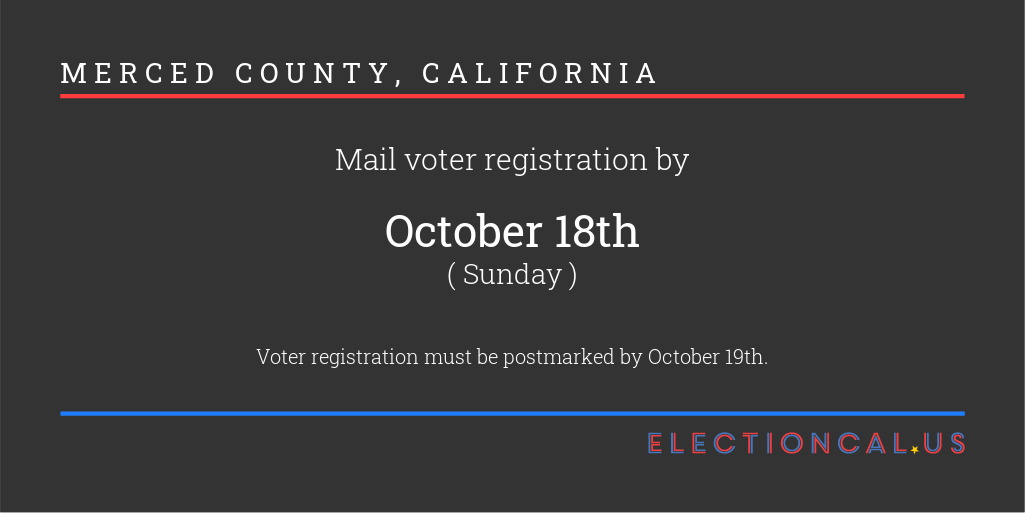 MERCED COUNTY, CALIFORNIA
Mail voter registration by
October 18th
( Sunday )
Voter registration must be postmarked by October 19th.
ELECTIONCAL.US